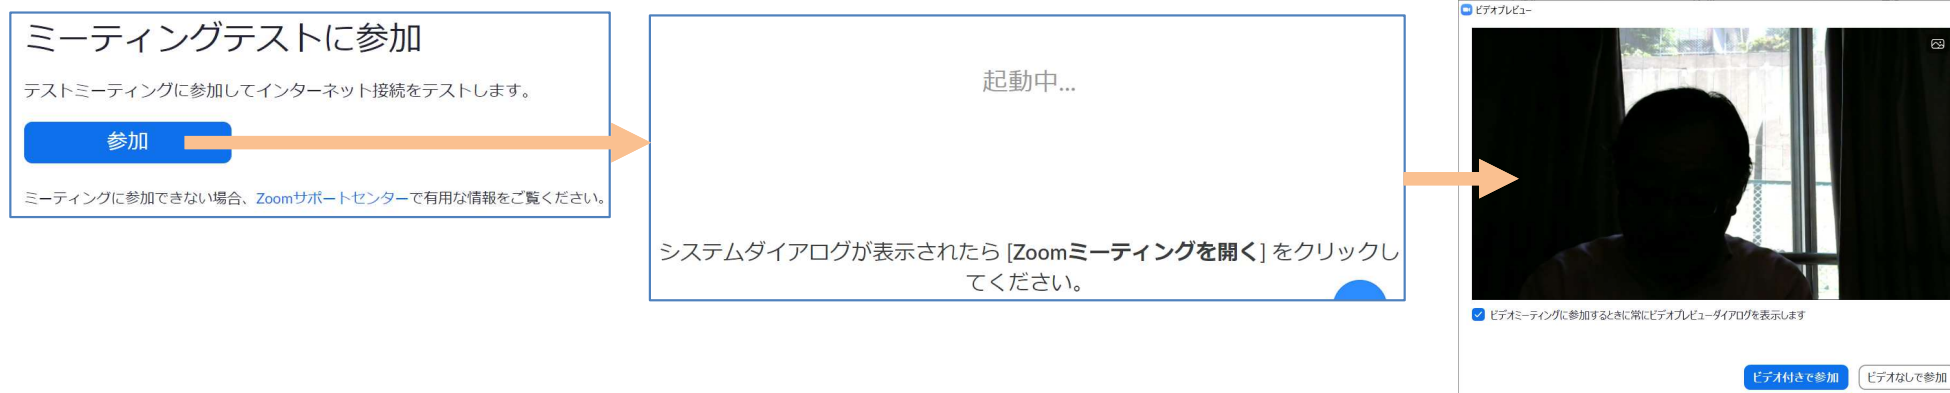 ミーティングテストに参加
テストミーティングに参加してインターネット接続をテストします。
参加
ミーティングに参加できない場合、Zoomサポートセンターで有用な情報をご覧ください。
起動中...
システムダイアログが表示されたら [Zoomミーティングを開く] をクリックし
てください。
ビデオプレビュー
ビデオミーティングに参加するときに常にビデオプレビューダイアログを表示します
ビデオ付きで参加
ビデオなしで参加